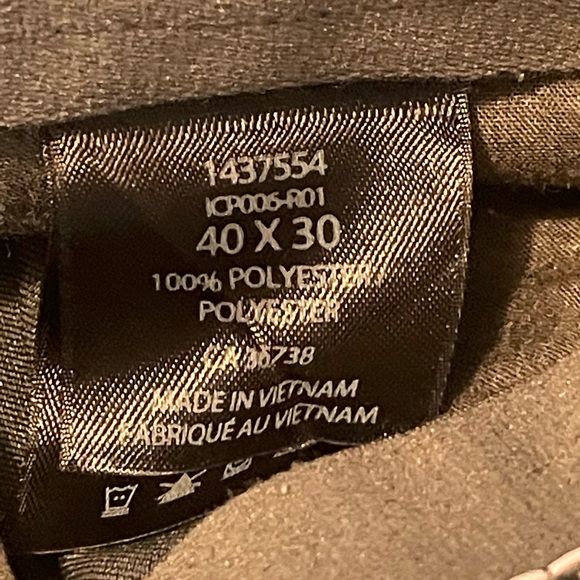 1437554
ICP006-R01
40 X 30
100% POLYESTER /
POLYESTER
CA 36738
MADE IN VIETNAM
FABRIQUÉ AU VIETNAM